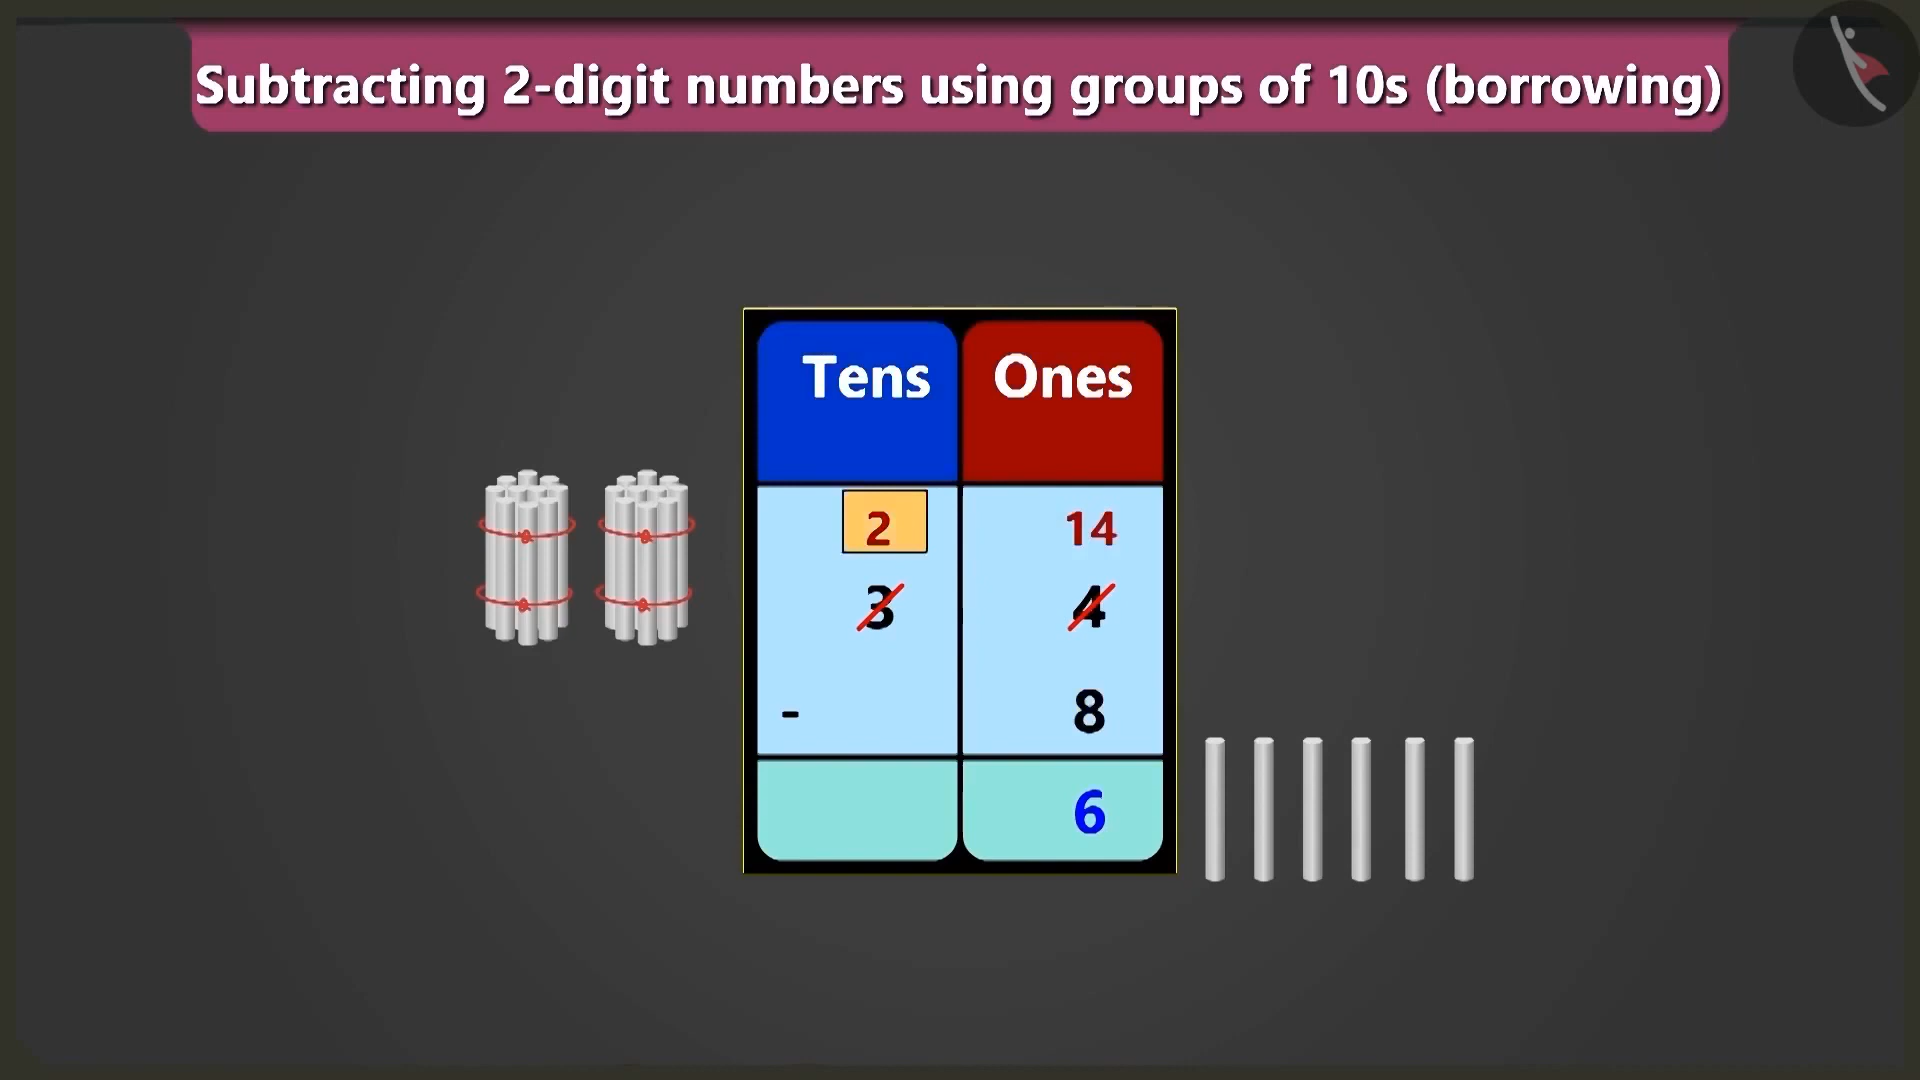 Subtracting 2-digit numbers using groups of 10s (borrowing)
Tens Ones
2 14
3 4
- 8
6